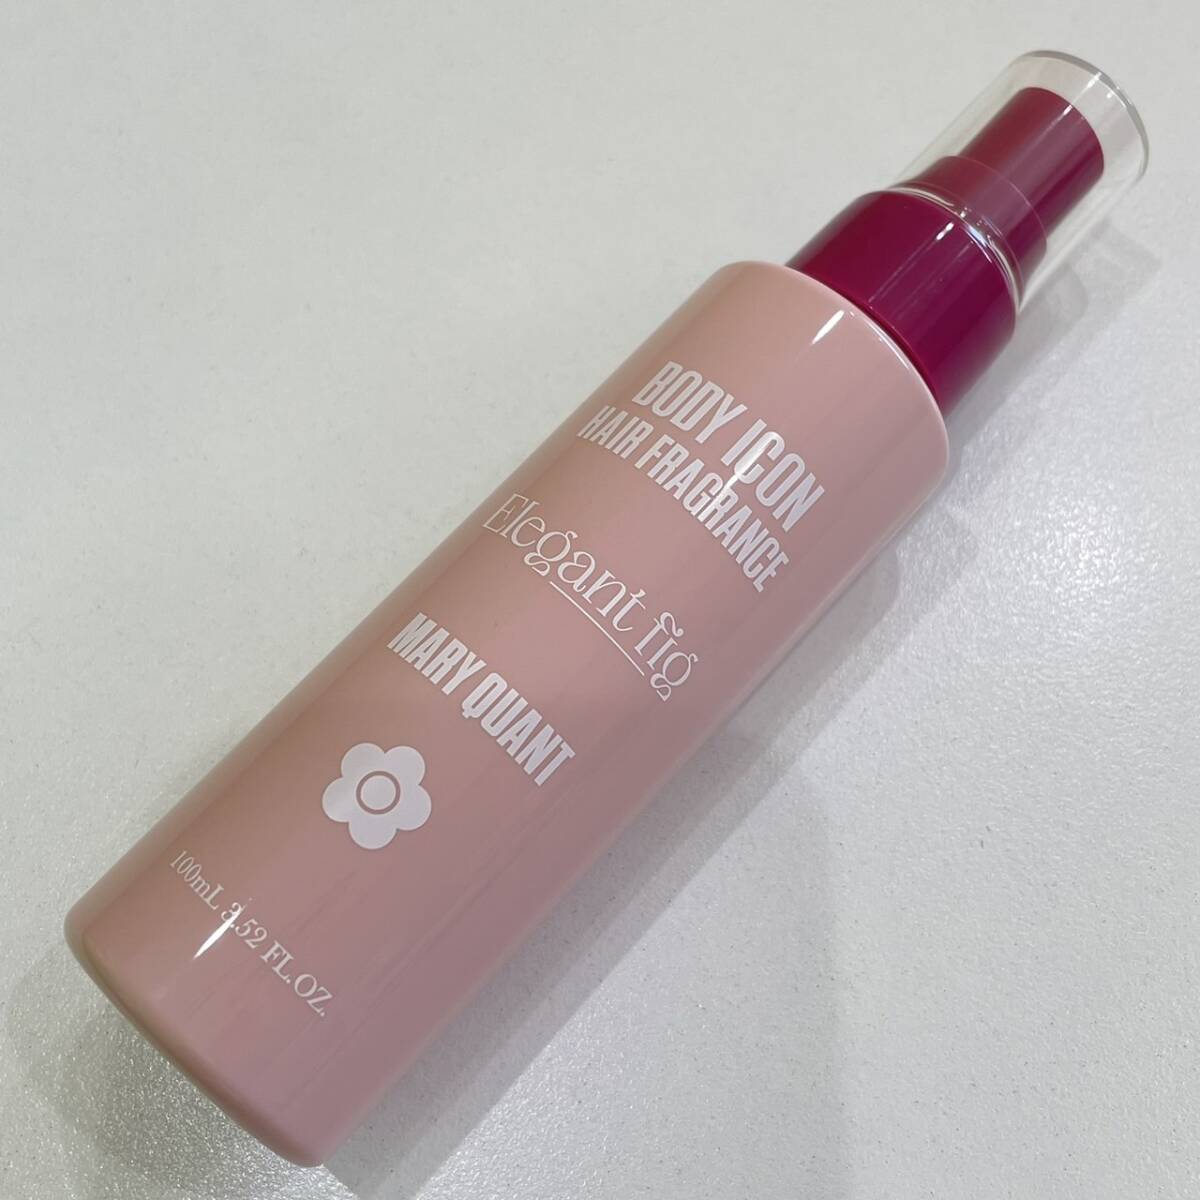 BODY ICON
HAIR FRAGRANCE
Elegant fig
MARY QUANT
100mL 3.52 FL.OZ.